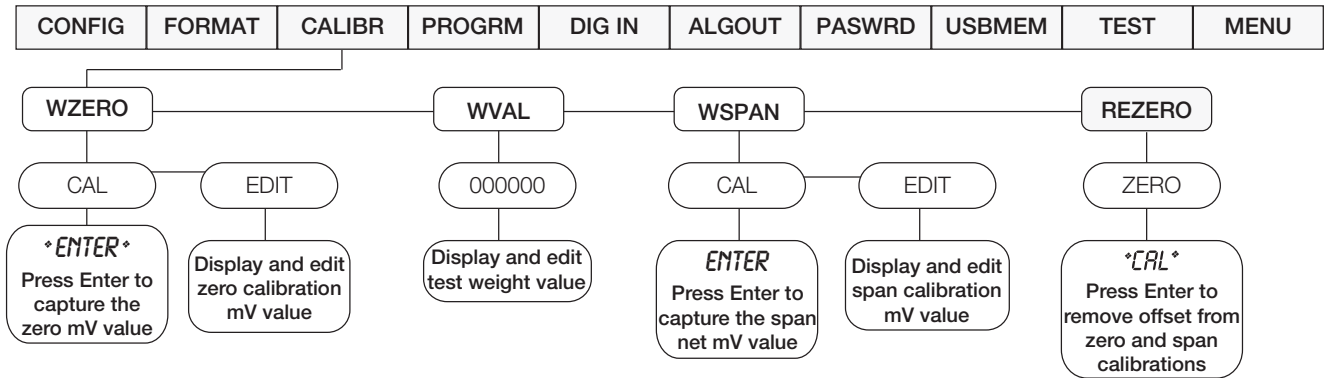 CONFIG FORMAT CALIBR PROGRM DIG IN ALGOUT PASWRD USBMEM TEST MENU
WZERO WVAL WSPAN REZERO
CAL EDIT 000000 CAL EDIT ZERO
*ENTER*
Press Enter to
capture the
zero mV value
Display and edit
zero calibration
mV value
Display and edit
test weight value
ENTER
Press Enter to
capture the span
net mV value
Display and edit
span calibration
mV value
*CAL*
Press Enter to
remove offset from
zero and span
calibrations